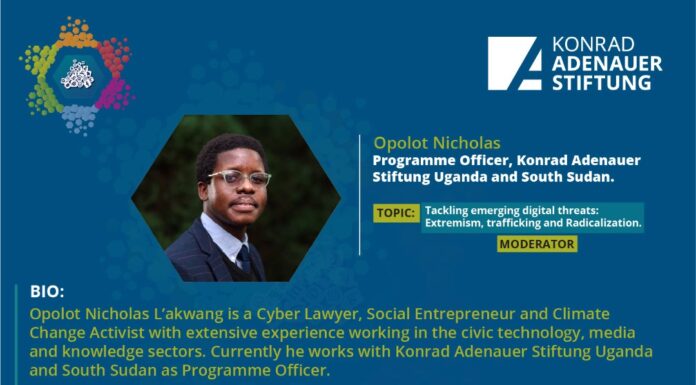 KONRAD
ADENAUER
STIFTUNG
Opolot Nicholas
Programme Officer, Konrad Adenauer
Stiftung Uganda and South Sudan.
TOPIC: Tackling emerging digital threats:
Extremism, trafficking and Radicalization.
MODERATOR
BIO:
Opolot Nicholas L’akwang is a Cyber Lawyer, Social Entrepreneur and Climate
Change Activist with extensive experience working in the civic technology, media
and knowledge sectors. Currently he works with Konrad Adenauer Stiftung Uganda
and South Sudan as Programme Officer.